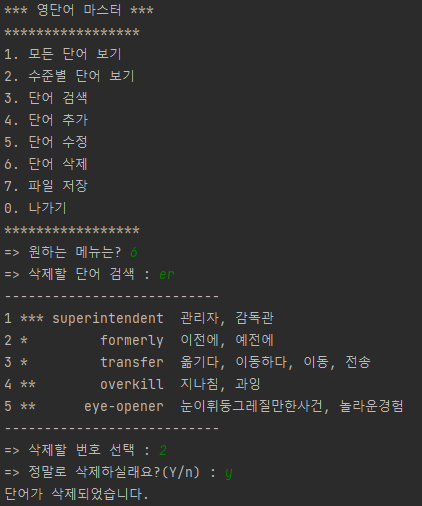 *** 영단어 마스터 ***
*****************
1. 모든 단어 보기
2. 수준별 단어 보기
3. 단어 검색
4. 단어 추가
5. 단어 수정
6. 단어 삭제
7. 파일 저장
0. 나가기
*****************
=> 원하는 메뉴는? 6
=> 삭제할 단어 검색 : er
---------------------------
1 *** superintendent  관리자, 감독관
2 *         formerly  이전에, 예전에
3 *         transfer  옮기다, 이동하다, 이동, 전송
4 **        overkill  지나침, 과잉
5 **      eye-opener  눈이휘둥그레질만한사건, 놀라운경험
---------------------------
=> 삭제할 번호 선택 : 2
=> 정말로 삭제하실래요?(Y/n) : y
단어가 삭제되었습니다.